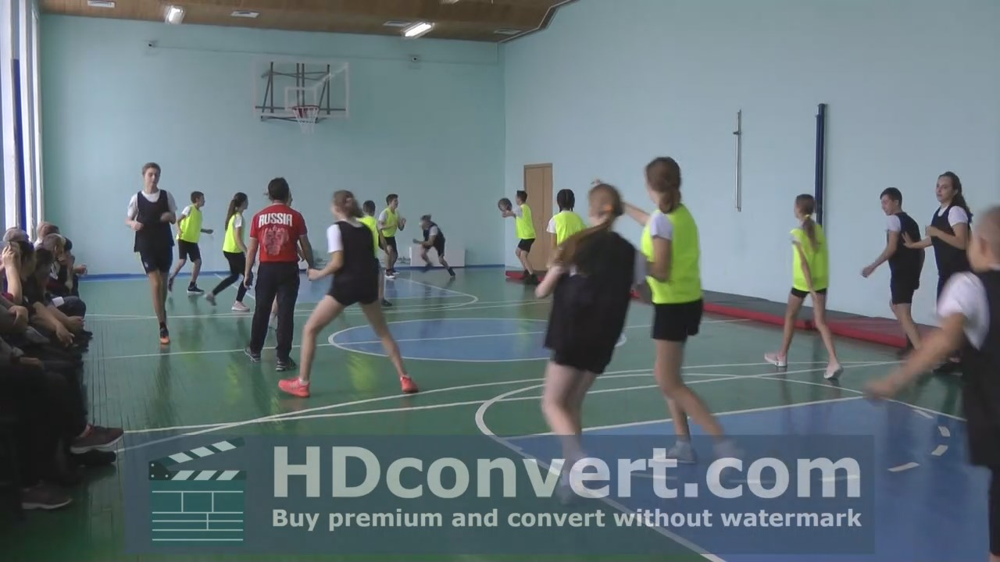 RUSSIA
HDconvert.com
Buy premium and convert without watermark